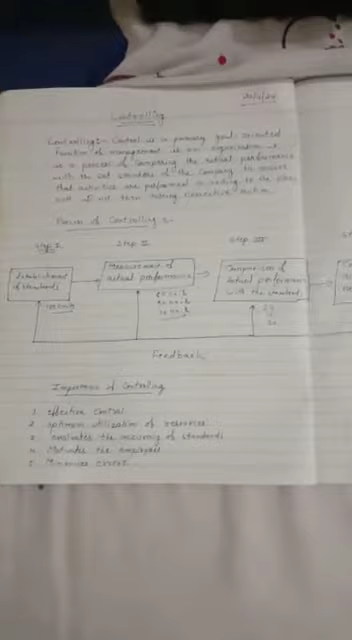 Controlling
Controlling:- Control is a primary goal oriented
function of management in an organisation. it
is a process of comparing the actual performance
with the set standards of the Company to ensure
that activities are performed according to the
and if not then taking corrective action
Process of Controlling :-
Step I Step II Step III
Establishment of standards
Measurement of actual performance
Comparison of actual performance with the standards
Feedback
Importance of Controlling
1 effective control
2 optimum utilization of resources
3 evaluates the accuracy of standards
4 Motivates the employees
5 Minimises errors